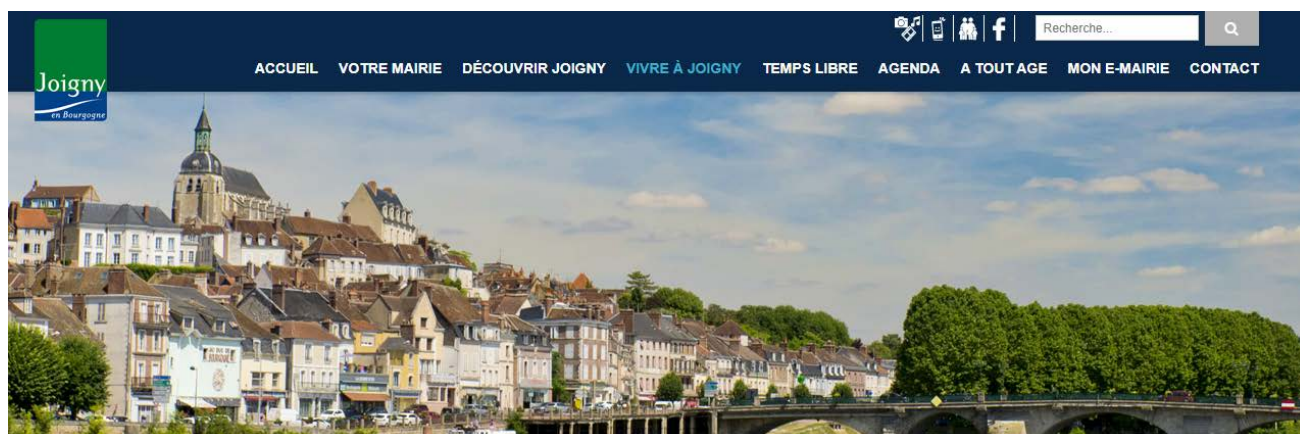 Recherche...
Joigny
en Bourgogne
ACCUEIL VOTRE MAIRIE DÉCOUVRIR JOIGNY VIVRE À JOIGNY TEMPS LIBRE AGENDA A TOUT AGE MON E-MAIRIE CONTACT